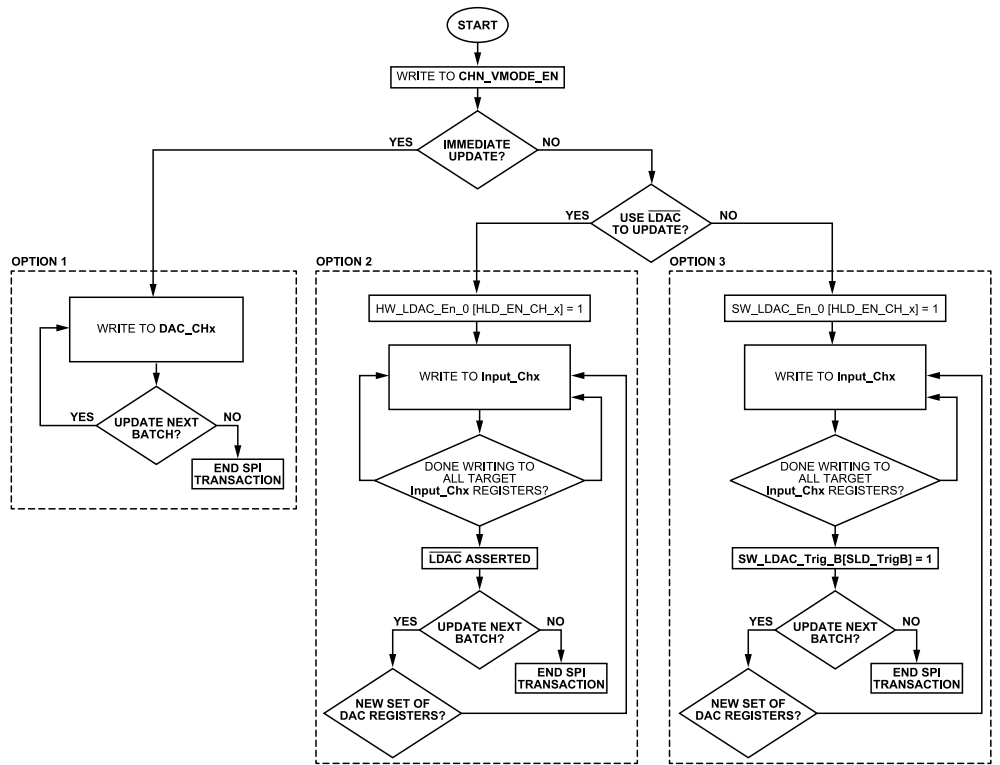 START
WRITE TO CHN_VMODE_EN
YES
IMMEDIATE
UPDATE?
NO
YES
USE LDAC
TO UPDATE?
NO
OPTION 1
WRITE TO DAC_CHx
YES
UPDATE NEXT
BATCH?
NO
END SPI
TRANSACTION
OPTION 2
HW_LDAC_En_0 [HLD_EN_CH_x] = 1
WRITE TO Input_Chx
DONE WRITING TO
ALL TARGET
Input_Chx REGISTERS?
LDAC ASSERTED
YES
UPDATE NEXT
BATCH?
NO
END SPI
TRANSACTION
NEW SET OF
DAC REGISTERS?
OPTION 3
SW_LDAC_En_0 [HLD_EN_CH_x] = 1
WRITE TO Input_Chx
DONE WRITING TO
ALL TARGET
Input_Chx REGISTERS?
SW_LDAC_Trig_B[SLD_TrigB] = 1
YES
UPDATE NEXT
BATCH?
NO
END SPI
TRANSACTION
NEW SET OF
DAC REGISTERS?